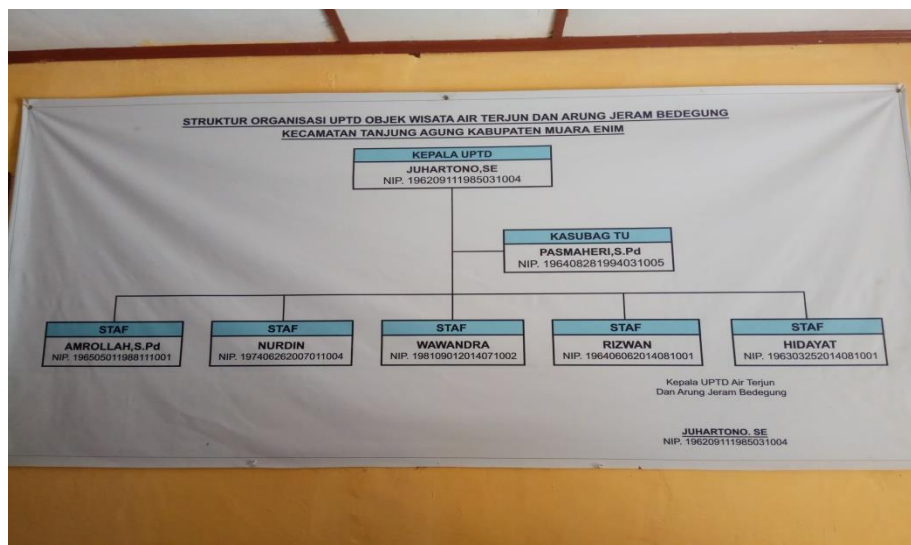 STRUKTUR ORGANISASI UPTD OBJEK WISATA AIR TERJUN DAN ARUNG JERAM BEDEGUNG
KECAMATAN TANJUNG AGUNG KABUPATEN MUARA ENIM
KEPALA UPTD
JUHARTONO,SE
NIP. 196209111985031004
KASUBAG TU
PASMAHERI,S.Pd
NIP. 196408281994031005
STAF
AMROLLAH,S.Pd
NIP. 196505011988111001
STAF
NURDIN
NIP. 197406262007011004
STAF
WAWANDRA
NIP. 198109012014071002
STAF
RIZWAN
NIP. 196406062014081001
STAF
HIDAYAT
NIP. 196303252014081001
Kepala UPTD Air Terjun
Dan Arung Jeram Bedegung
JUHARTONO. SE
NIP. 196209111985031004